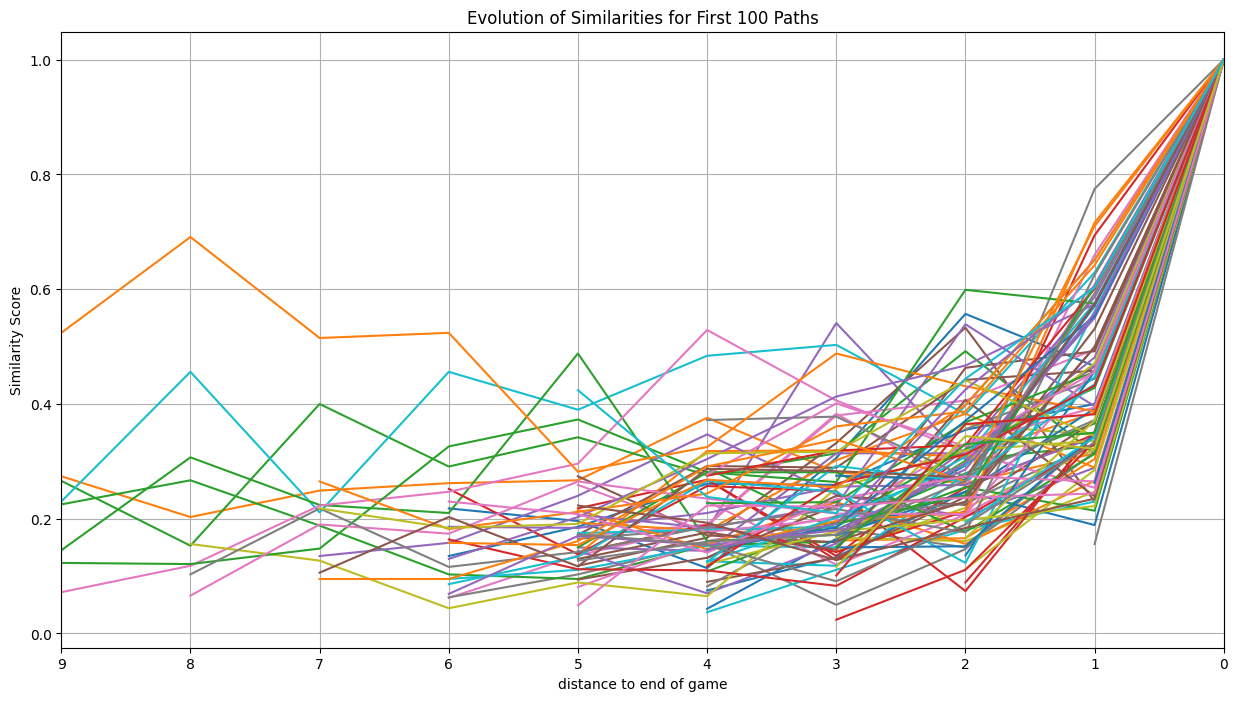 Evolution of Similarities for First 100 Paths
Similarity Score
1.0
0.8
0.6
0.4
0.2
0.0
9 8 7 6 5 4 3 2 1 0
distance to end of game